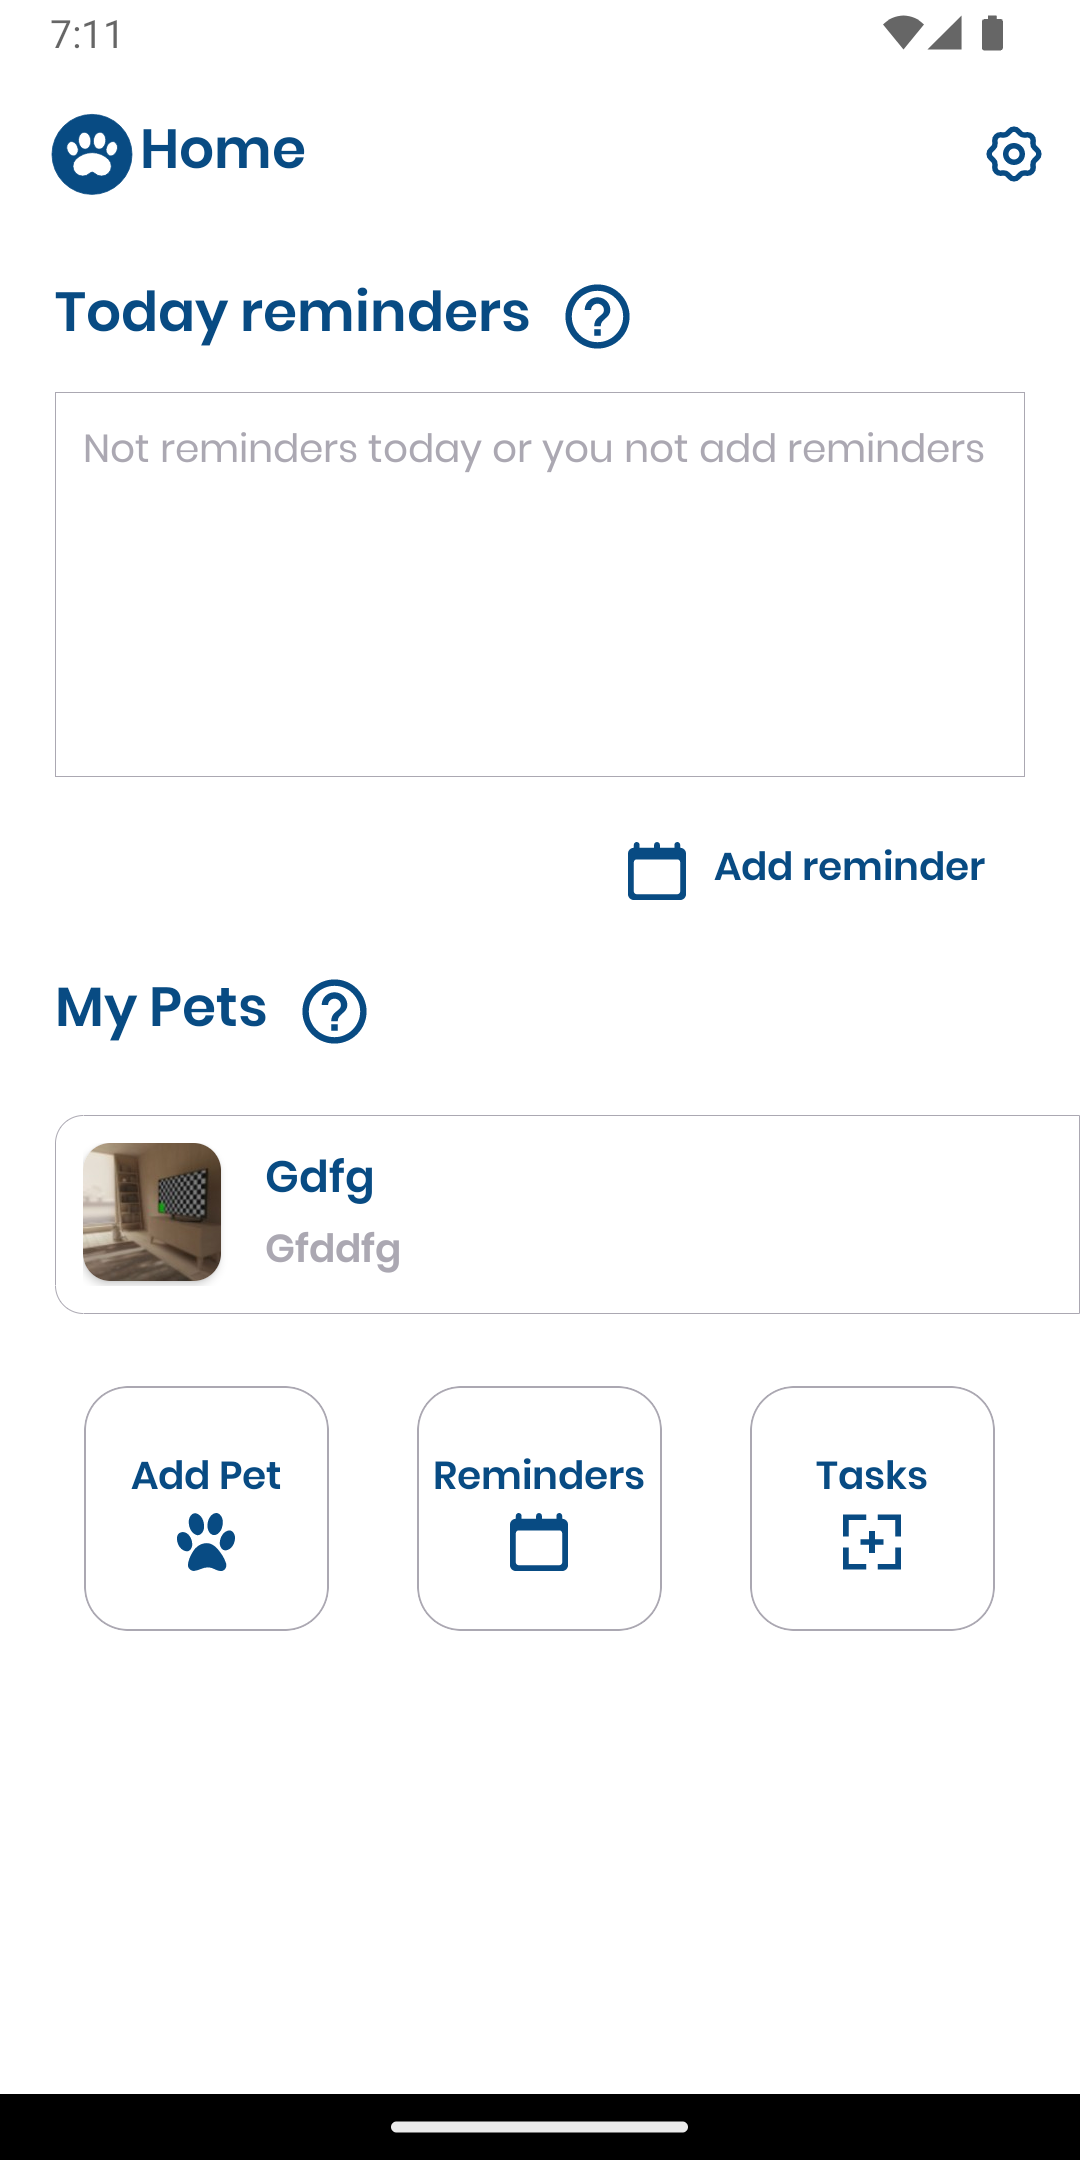 7:11
Home
Today reminders
Not reminders today or you not add reminders
Add reminder
My Pets
Gdfg
Gfddfg
Add Pet
Reminders
Tasks